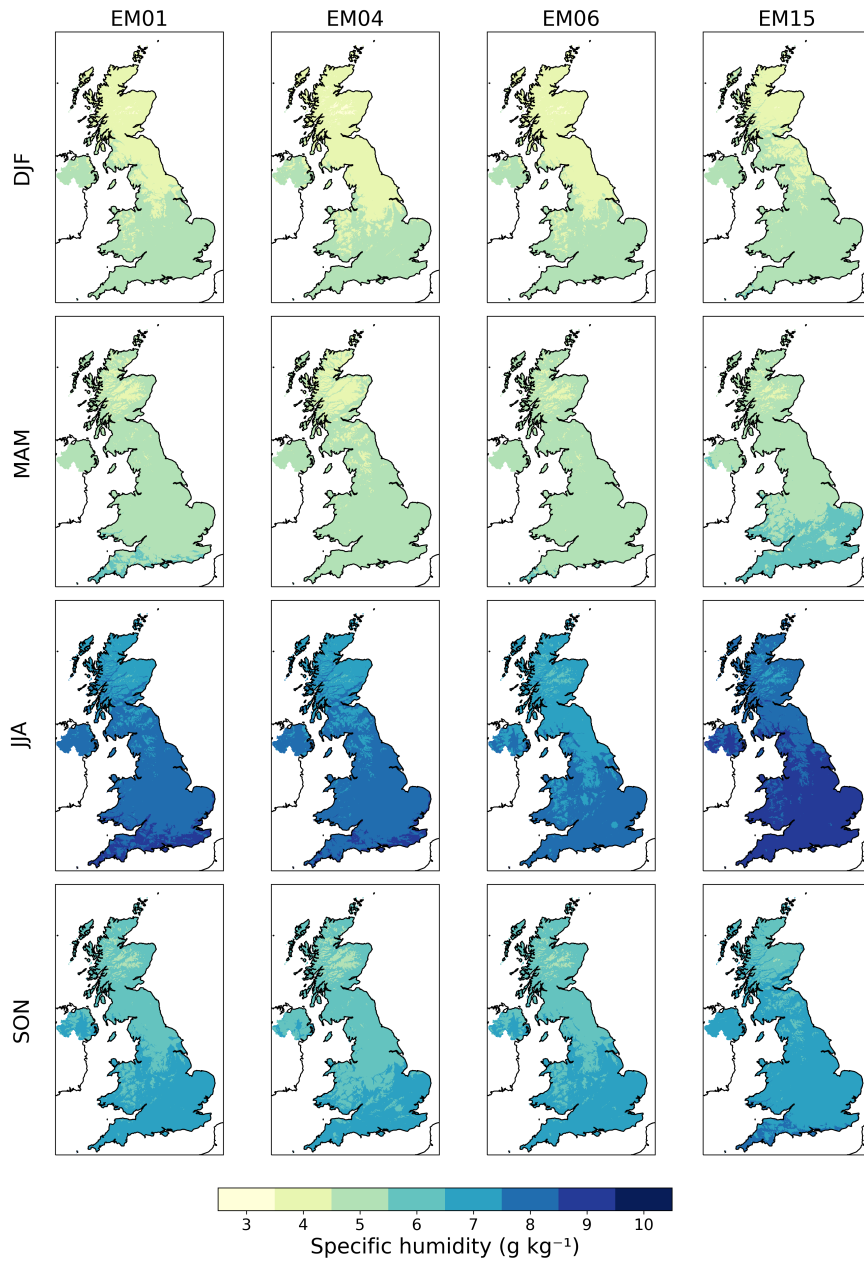 EM01 EM04 EM06 EM15
DJF
MAM
JJA
SON
3 4 5 6 7 8 9 10
Specific humidity (g kg⁻¹)